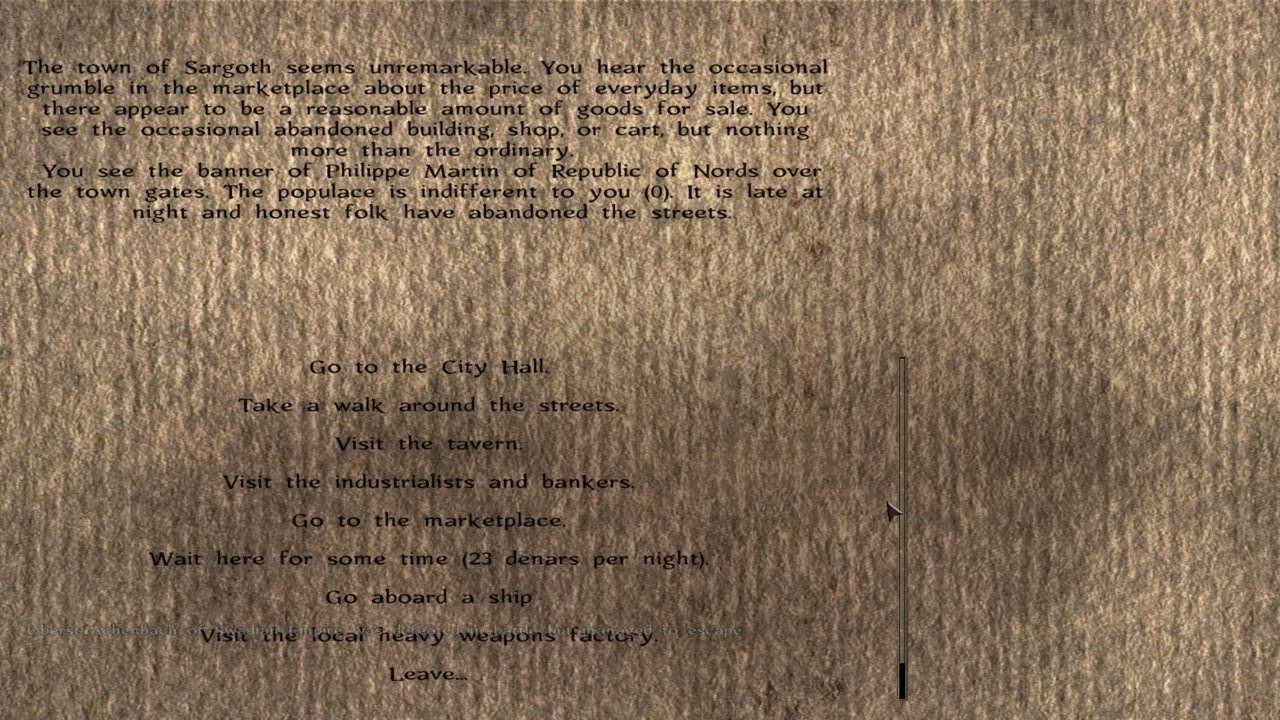 The town of Sargoth seems unremarkable. You hear the occasional
grumble in the marketplace about the price of everyday items, but
there appear to be a reasonable amount of goods for sale. You
see the occasional abandoned building, shop, or cart, but nothing
more than the ordinary.
You see the banner of Philippe Martin of Republic of Nords over
the town gates. The populace is indifferent to you (0). It is late at
night and honest folk have abandoned the streets.
Go to the City Hall.
Take a walk around the streets.
Visit the tavern.
Visit the industrialists and bankers.
Go to the marketplace.
Wait here for some time (23 denars per night).
Go aboard a ship
Oberst Achenbach of to escape
Visit the local heavy weapons factory.
Leave...